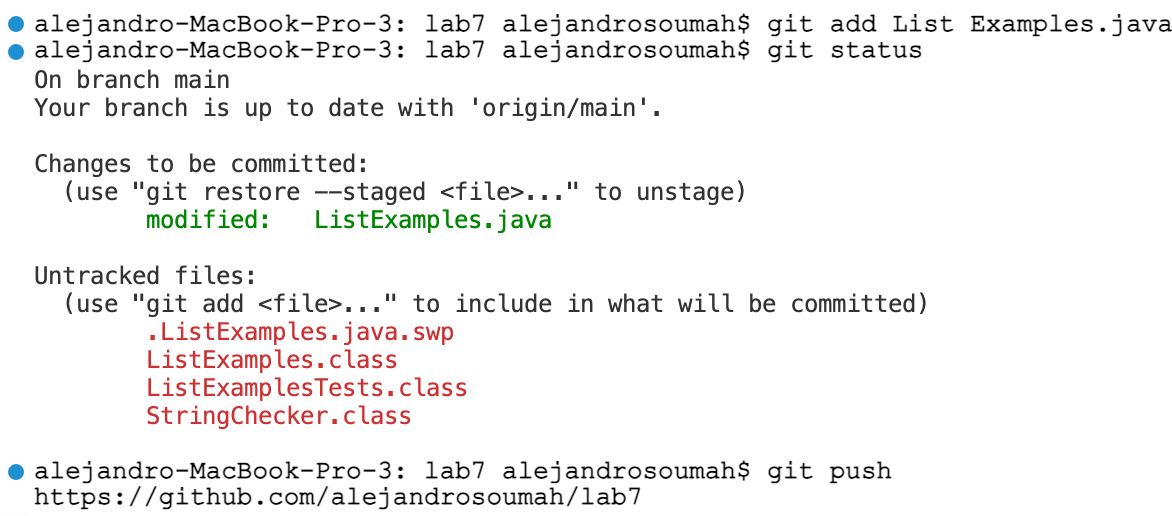 alejandro-MacBook-Pro-3: lab7 alejandrosoumah$ git add List Examples.java
alejandro-MacBook-Pro-3: lab7 alejandrosoumah$ git status
On branch main
Your branch is up to date with 'origin/main'.
Changes to be committed:
(use "git restore --staged <file>..." to unstage)
modified: ListExamples.java
Untracked files:
(use "git add <file>..." to include in what will be committed)
.ListExamples.java.swp
ListExamples.class
ListExamplesTests.class
StringChecker.class
alejandro-MacBook-Pro-3: lab7 alejandrosoumah$ git push
https://github.com/alejandrosoumah/lab7